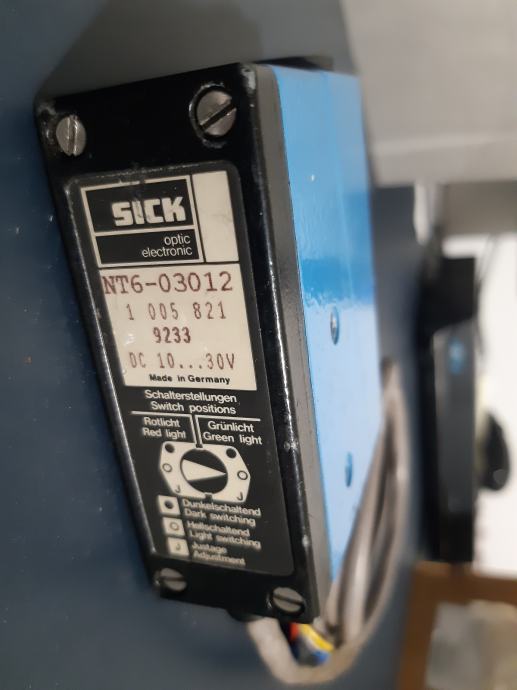 SICK
optic
electronic
NT6-03012
1 005 821
9233
DC 10...30V
Made in Germany
Schalterstellungen
Switch positions
Rotlicht
Red light
Grünlicht
Green light
O
O
J
J
Dunkelschaltend
Dark switching
O
Hellschaltend
Light switching
J
Justage
Adjustment